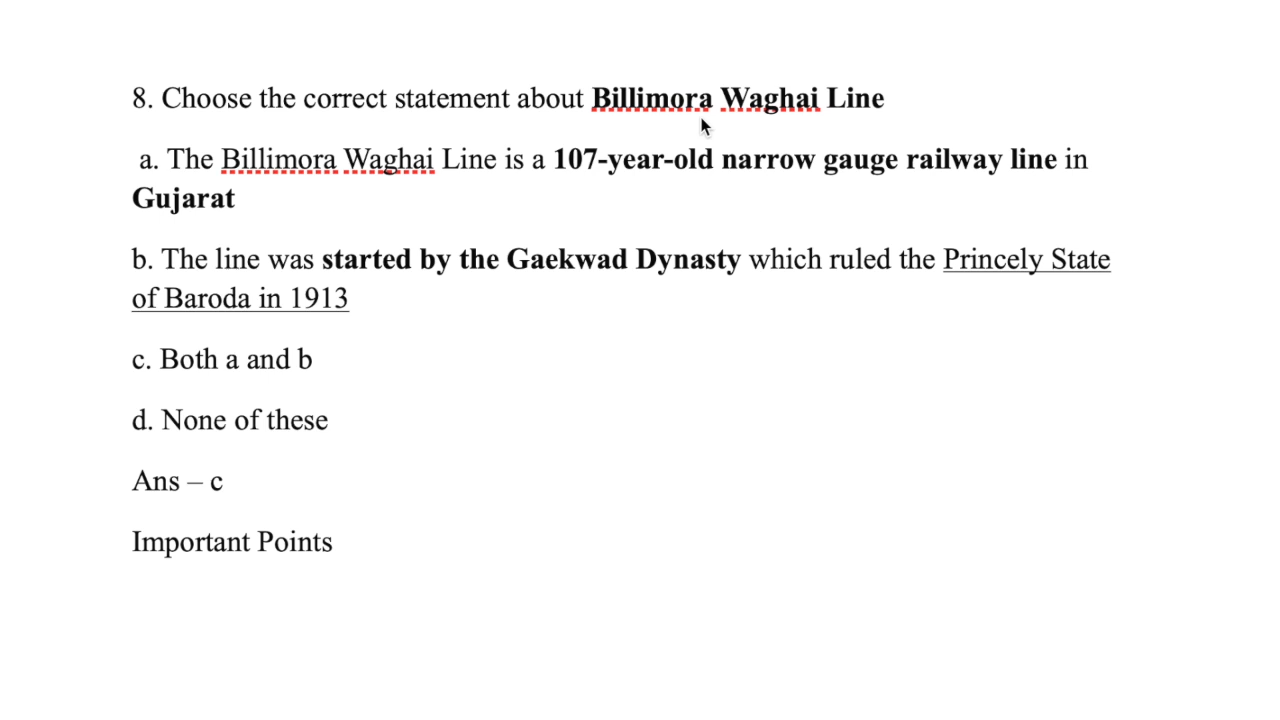 8. Choose the correct statement about Billimora Waghai Line
a. The Billimora Waghai Line is a 107-year-old narrow gauge railway line in
Gujarat
b. The line was started by the Gaekwad Dynasty which ruled the Princely State
of Baroda in 1913
c. Both a and b
d. None of these
Ans – c
Important Points